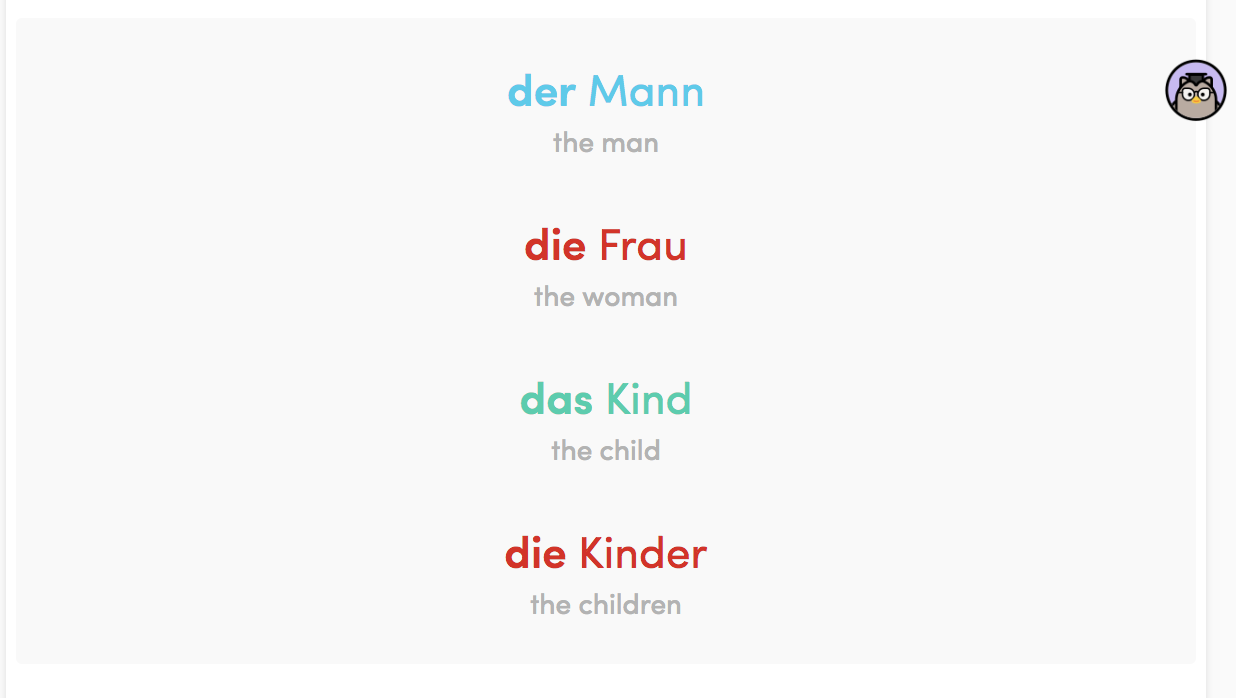 der Mann
the man
die Frau
the woman
das Kind
the child
die Kinder
the children